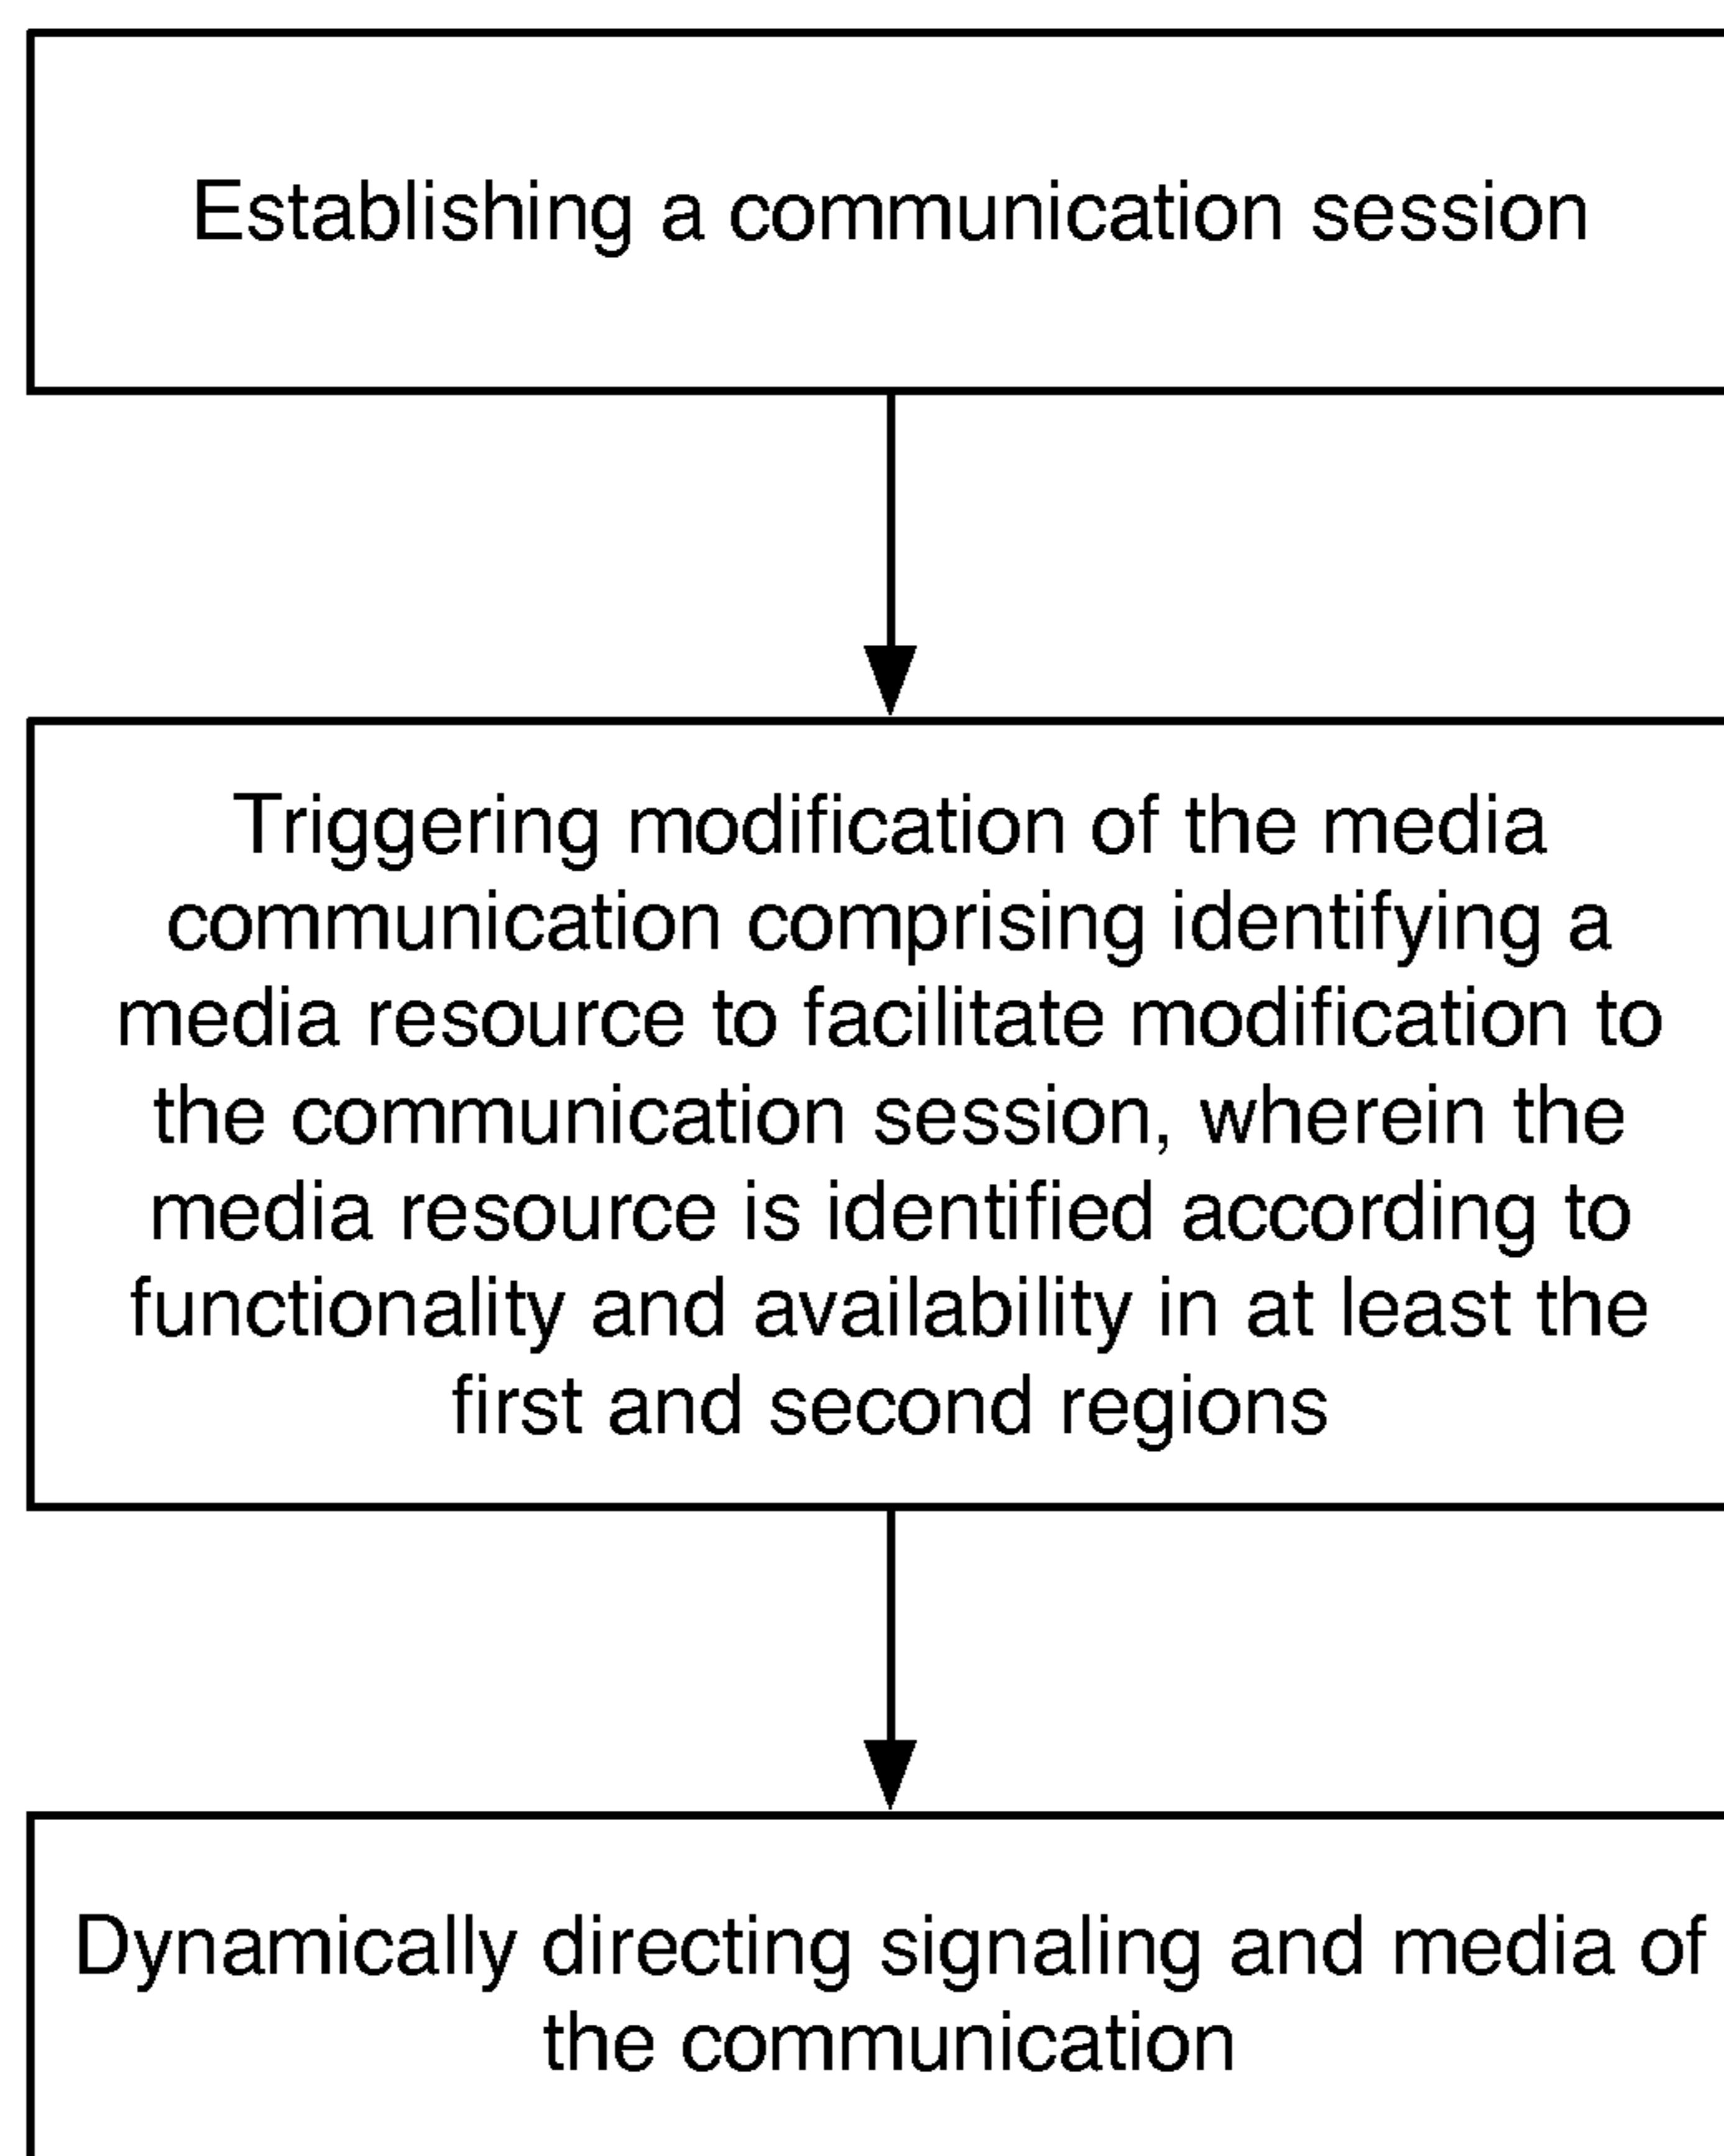 Establishing a communication session
Triggering modification of the media
communication comprising identifying a
media resource to facilitate modification to
the communication session, wherein the
media resource is identified according to
functionality and availability in at least the
first and second regions
Dynamically directing signaling and media of
the communication